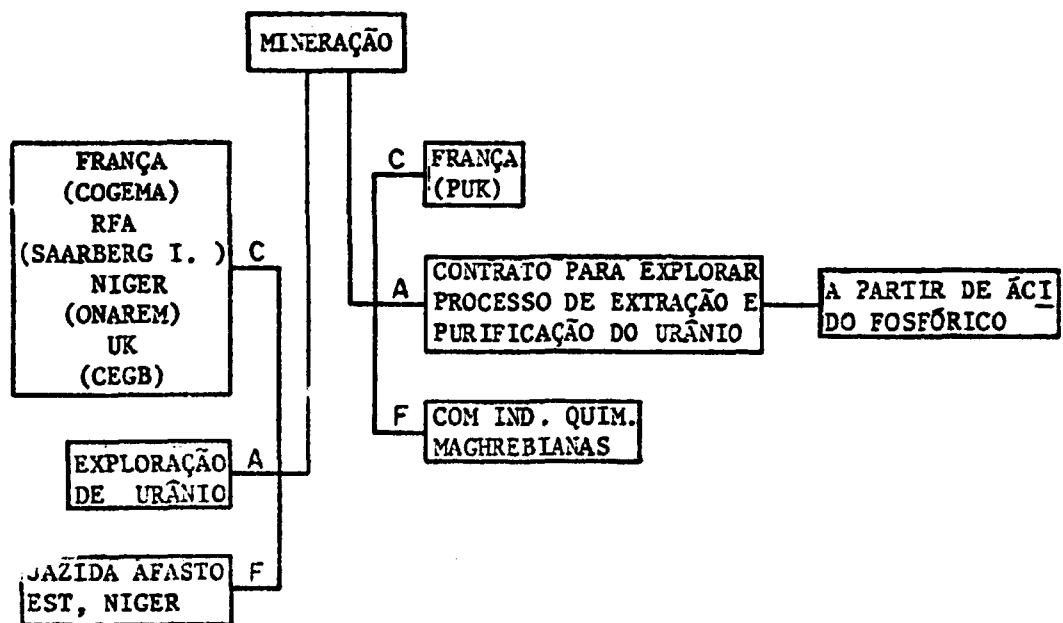 MINERAÇÃO
FRANÇA
(COGEMA)
RFA
(SAARBERG I. )
NIGER
(ONAREM)
UK
(CEGB)
C
EXPLORAÇÃO
DE URÂNIO
A
JAZIDA AFASTO
EST, NIGER
F
C
FRANÇA
(PUK)
A
CONTRATO PARA EXPLORAR
PROCESSO DE EXTRAÇÃO E
PURIFICAÇÃO DO URÂNIO
A PARTIR DE ÁCI
DO FOSFÓRICO
F
COM IND. QUIM.
MAGHREBIANAS